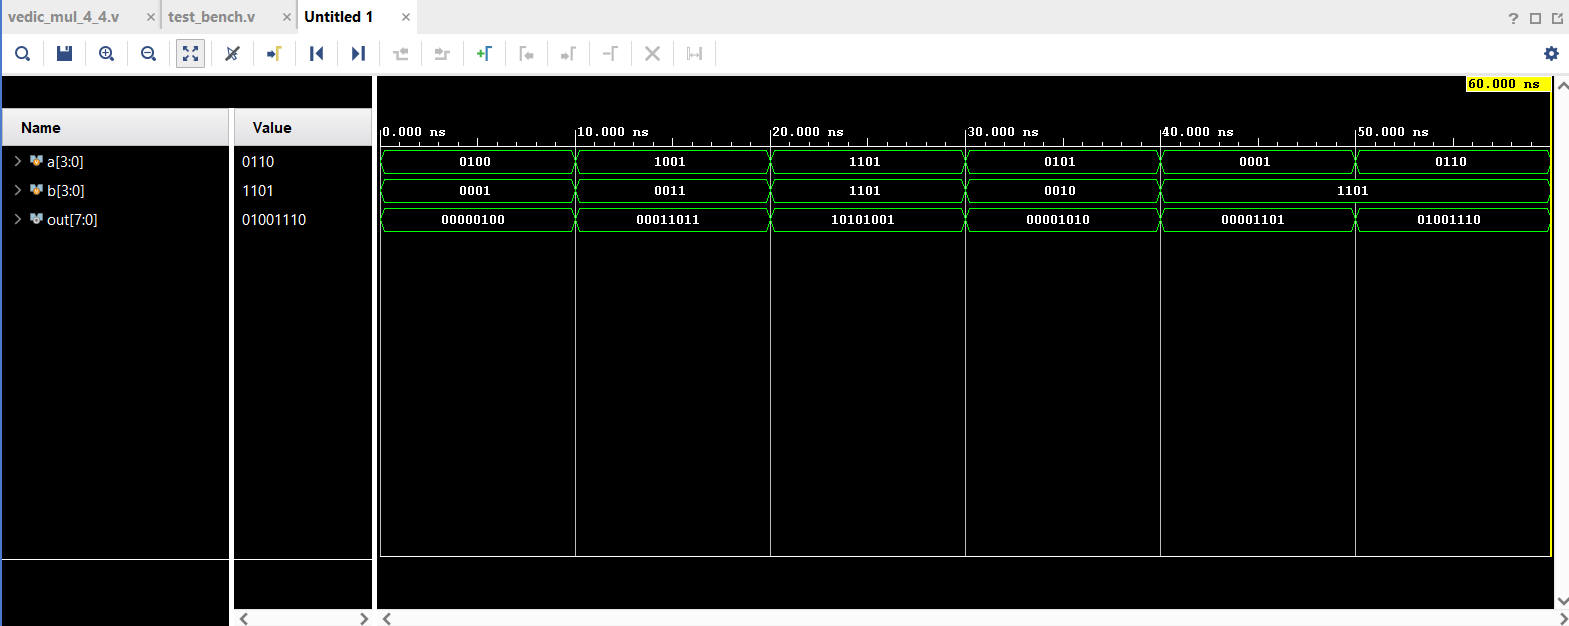 vedic_mul_4_4.v × test_bench.v × Untitled 1 ×
?
60.000 ns
Name Value 0.000 ns 10.000 ns 20.000 ns 30.000 ns 40.000 ns 50.000 ns
a[3:0] 0110 0100 1001 1101 0101 0001 0110
b[3:0] 1101 0001 0011 1101 0010 1101
out[7:0] 01001110 00000100 00011011 10101001 00001010 00001101 01001110